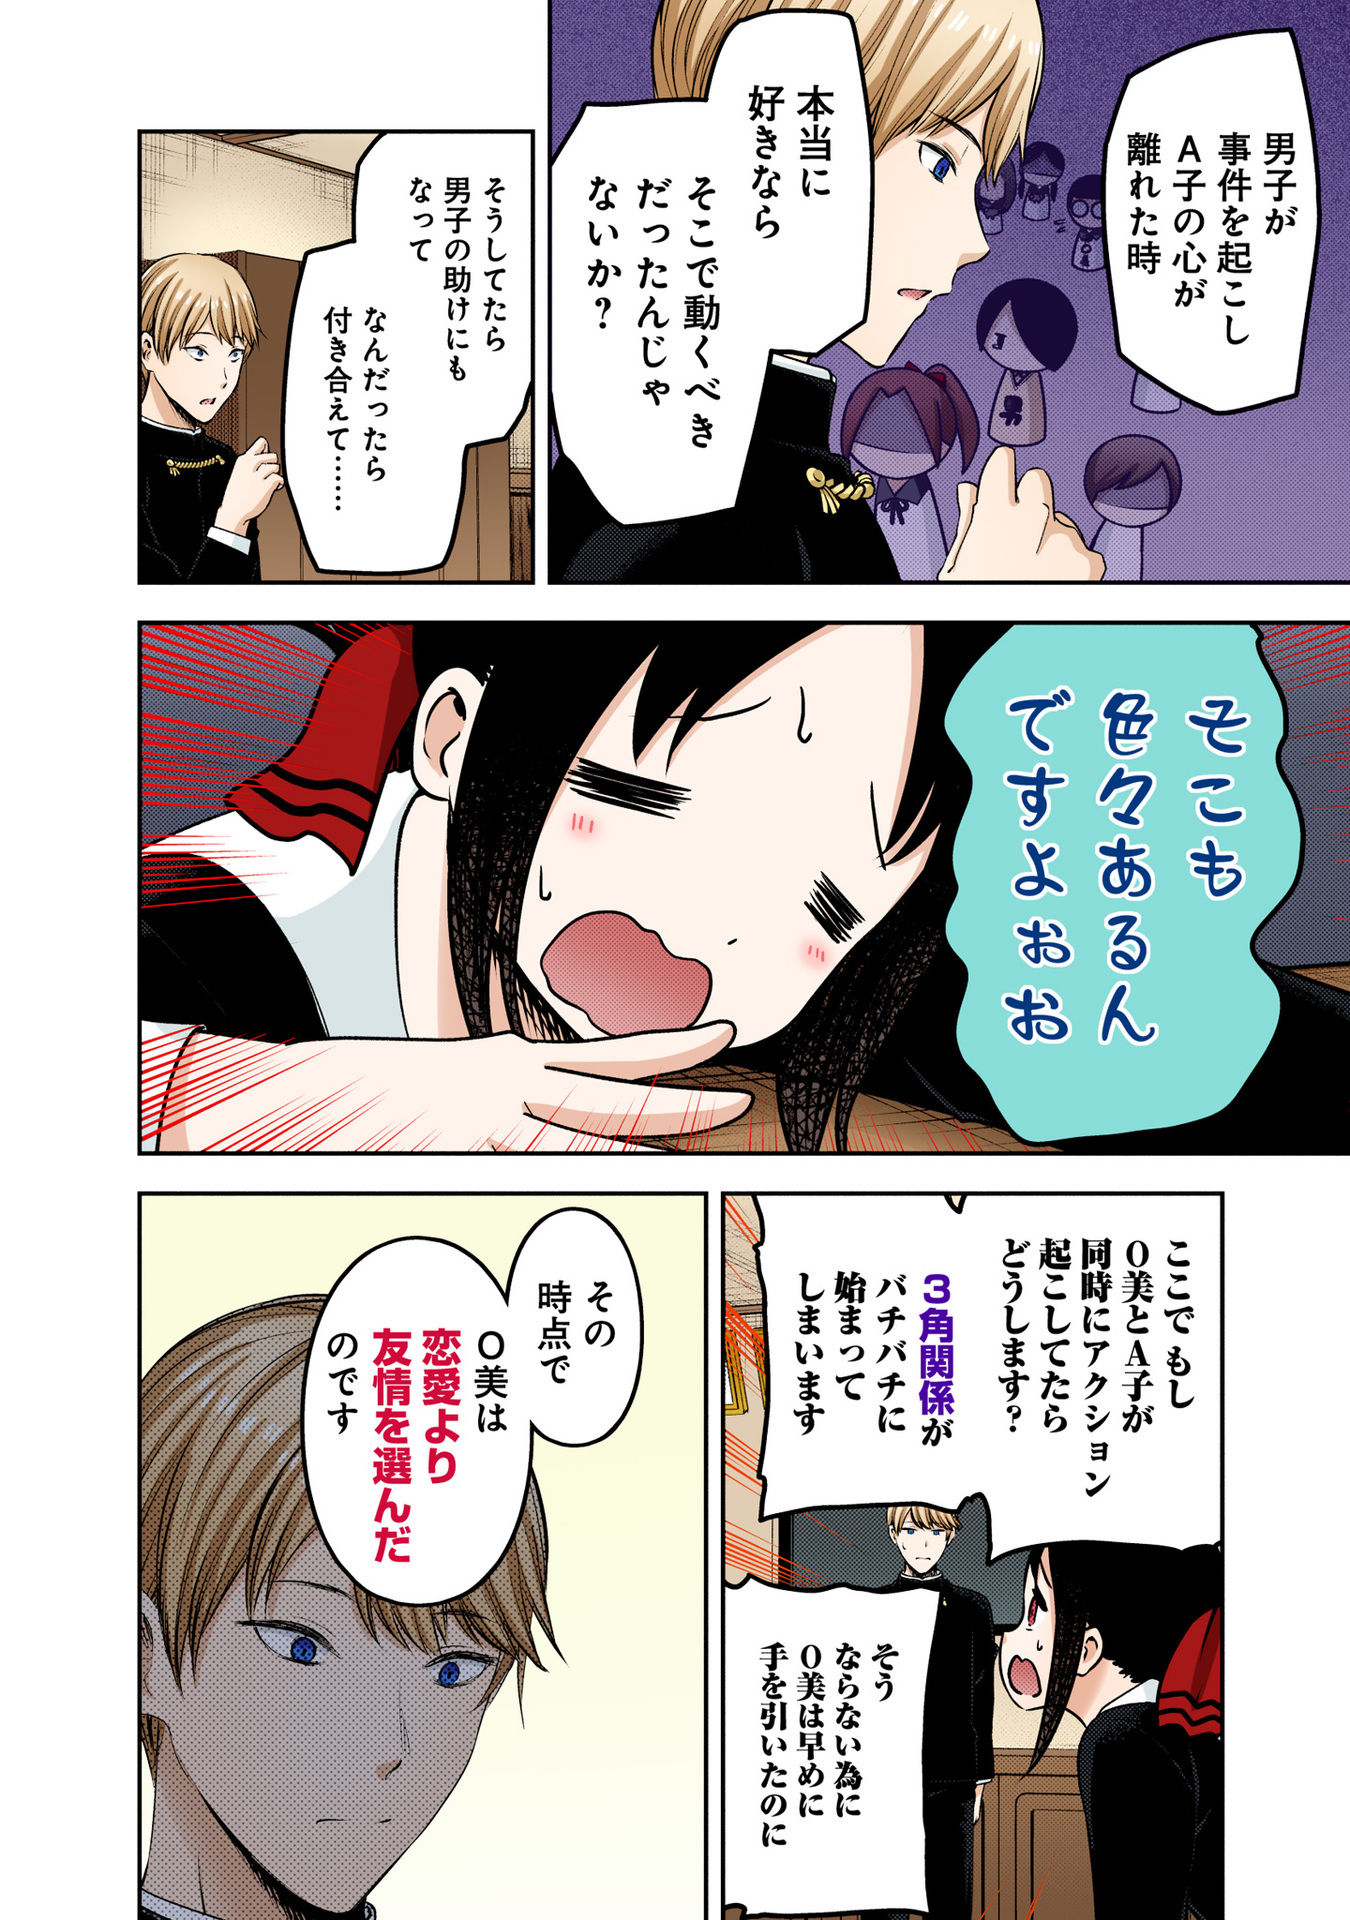 男子が
事件を起こし
A子の心が
離れた時
本当に
好きなら
そこで動くべき
だったんじゃ
ないか？
そうしてたら
男子の助けにも
なって
なんだったら
付き合えて……
そこも
色々あるん
ですよぉお
ここでもし
O美とA子が
同時にアクション
起こしてたら
どうします？
3角関係が
バチバチに
始まって
しまいます
そう
ならない為に
O美は早めに
手を引いたのに
その
時点で
O美は
恋愛より
友情を選んだ
のです
男